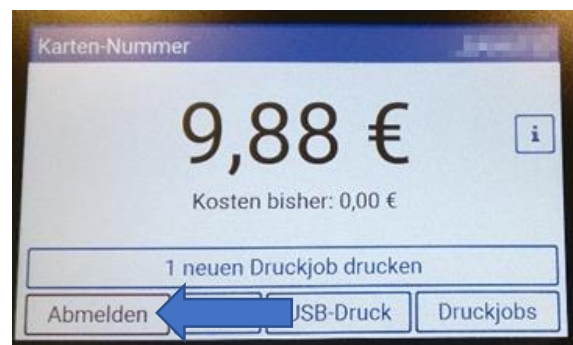 Karten-Nummer
9,88 €
i
Kosten bisher: 0,00 €
1 neuen Druckjob drucken
Abmelden USB-Druck Druckjobs